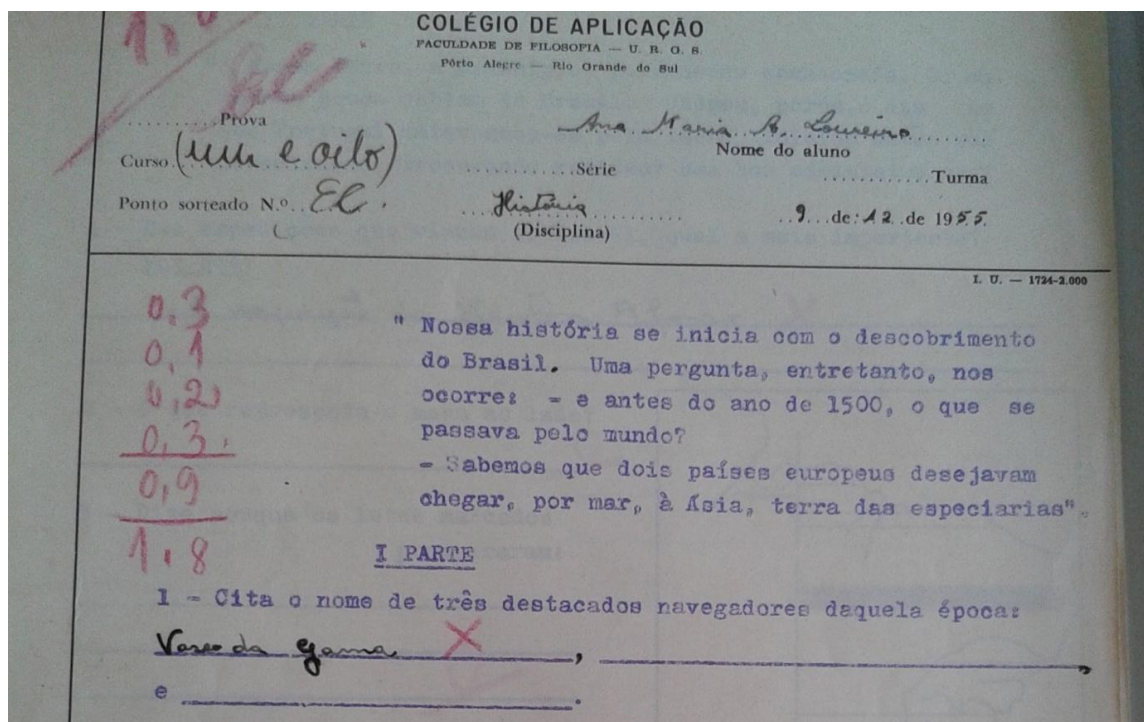 COLÉGIO DE APLICAÇÃO
FACULDADE DE FILOSOFIA — U. R. G. S.
Pôrto Alegre — Rio Grande do Sul
Prova
Ana Maria A. Loureiro
Nome do aluno
Curso (um e oito)
Série
Turma
Ponto sorteado N.º
História
9 de 12 de 1955.
(Disciplina)
I. U. — 1724-2.000
0,3
0,1
0,2
0,3
0,9
1,8
" Nossa história se inicia com o descobrimento
do Brasil. Uma pergunta, entretanto, nos
ocorre: - e antes do ano de 1500, o que se
passava pelo mundo?
- Sabemos que dois países europeus desejavam
chegar, por mar, à Ásia, terra das especiarias".
I PARTE
1 - Cita o nome de três destacados navegadores daquela época:
Vasco da Gama X ,
e .